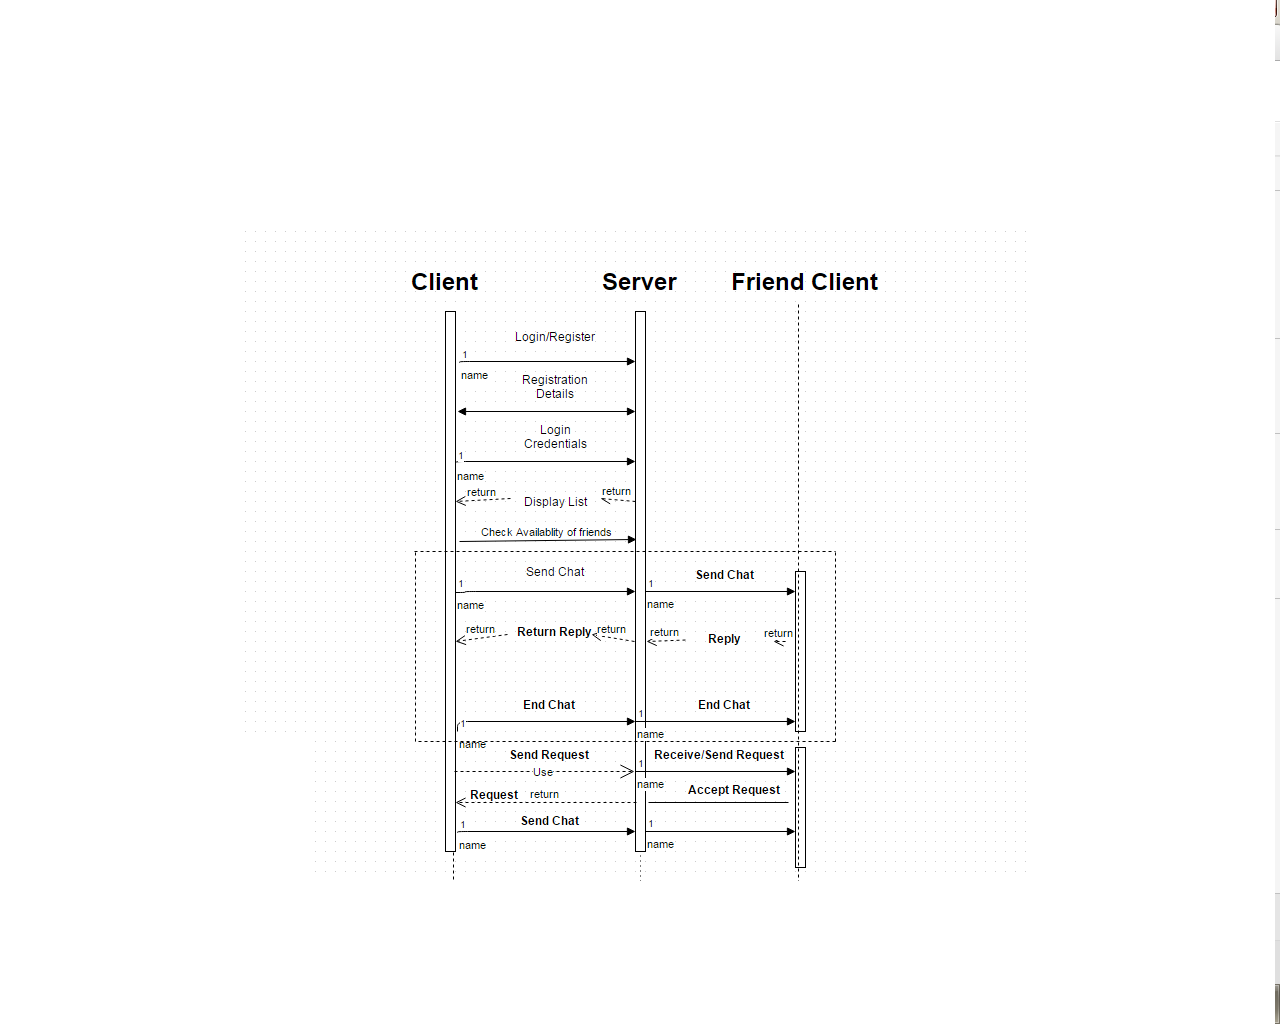 Client Server Friend Client
Login/Register
1
name
Registration
Details
Login
Credentials
1
name
return Display List return
Check Availablity of friends
Send Chat Send Chat
1 1
name name
return Return Reply return return Reply return
End Chat End Chat
1 1
name name
Send Request Receive/Send Request
Use 1
name
Request return Accept Request
Send Chat
1 1
name name